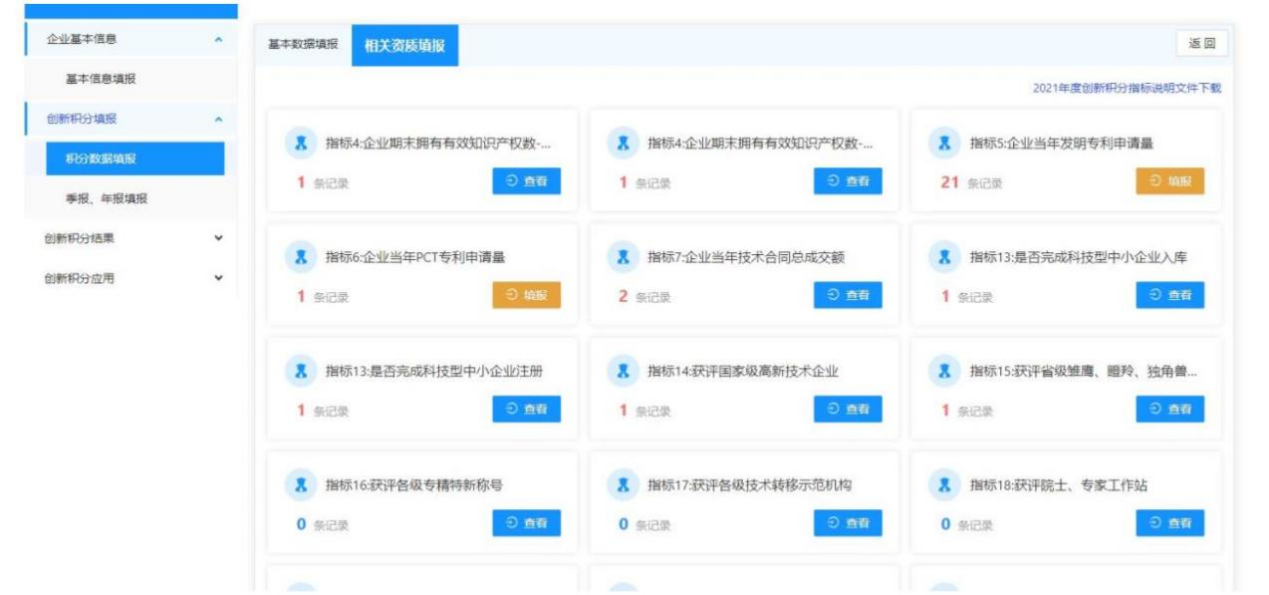 企业基本信息
基本信息填报
创新积分填报
积分数据填报
季报、年报填报
创新积分结果
创新积分应用
基本数据填报 相关资质填报 返回
2021年度创新积分指标说明文件下载
指标4:企业期末拥有有效知识产权数-...
1 条记录 查看
指标4:企业期末拥有有效知识产权数-...
1 条记录 查看
指标5:企业当年发明专利申请量
21 条记录 填报
指标6:企业当年PCT专利申请量
1 条记录 填报
指标7:企业当年技术合同总成交额
2 条记录 查看
指标13:是否完成科技型中小企业入库
1 条记录 查看
指标13:是否完成科技型中小企业注册
1 条记录 查看
指标14:获评国家级高新技术企业
1 条记录 查看
指标15:获评省级雏鹰、瞪羚、独角兽...
1 条记录 查看
指标16:获评各级专精特新称号
0 条记录 查看
指标17:获评各级技术转移示范机构
0 条记录 查看
指标18:获评院士、专家工作站
0 条记录 查看